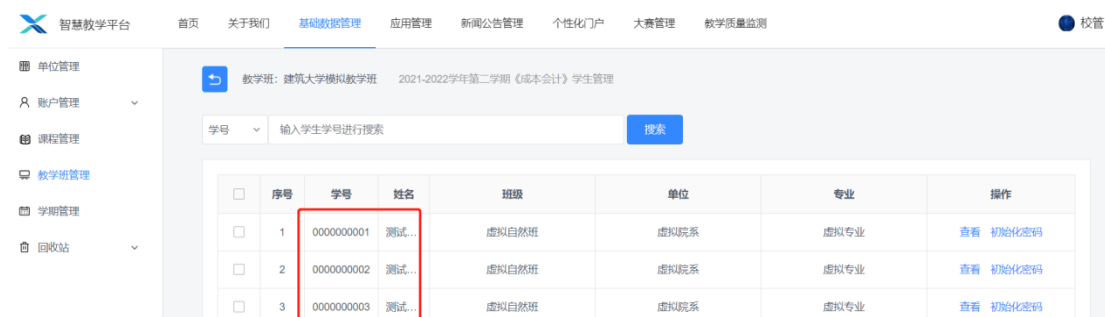 智慧教学平台 首页 关于我们 基础数据管理 应用管理 新闻公告管理 个性化门户 大赛管理 教学质量监测 校管
单位管理
账户管理
课程管理
教学班管理
学期管理
回收站
教学班：建筑大学模拟教学班 2021-2022学年第二学期《成本会计》学生管理
学号 输入学生学号进行搜索 搜索
序号 学号 姓名 班级 单位 专业 操作
1 0000000001 测试... 虚拟自然班 虚拟院系 虚拟专业 查看 初始化密码
2 0000000002 测试... 虚拟自然班 虚拟院系 虚拟专业 查看 初始化密码
3 0000000003 测试... 虚拟自然班 虚拟院系 虚拟专业 查看 初始化密码